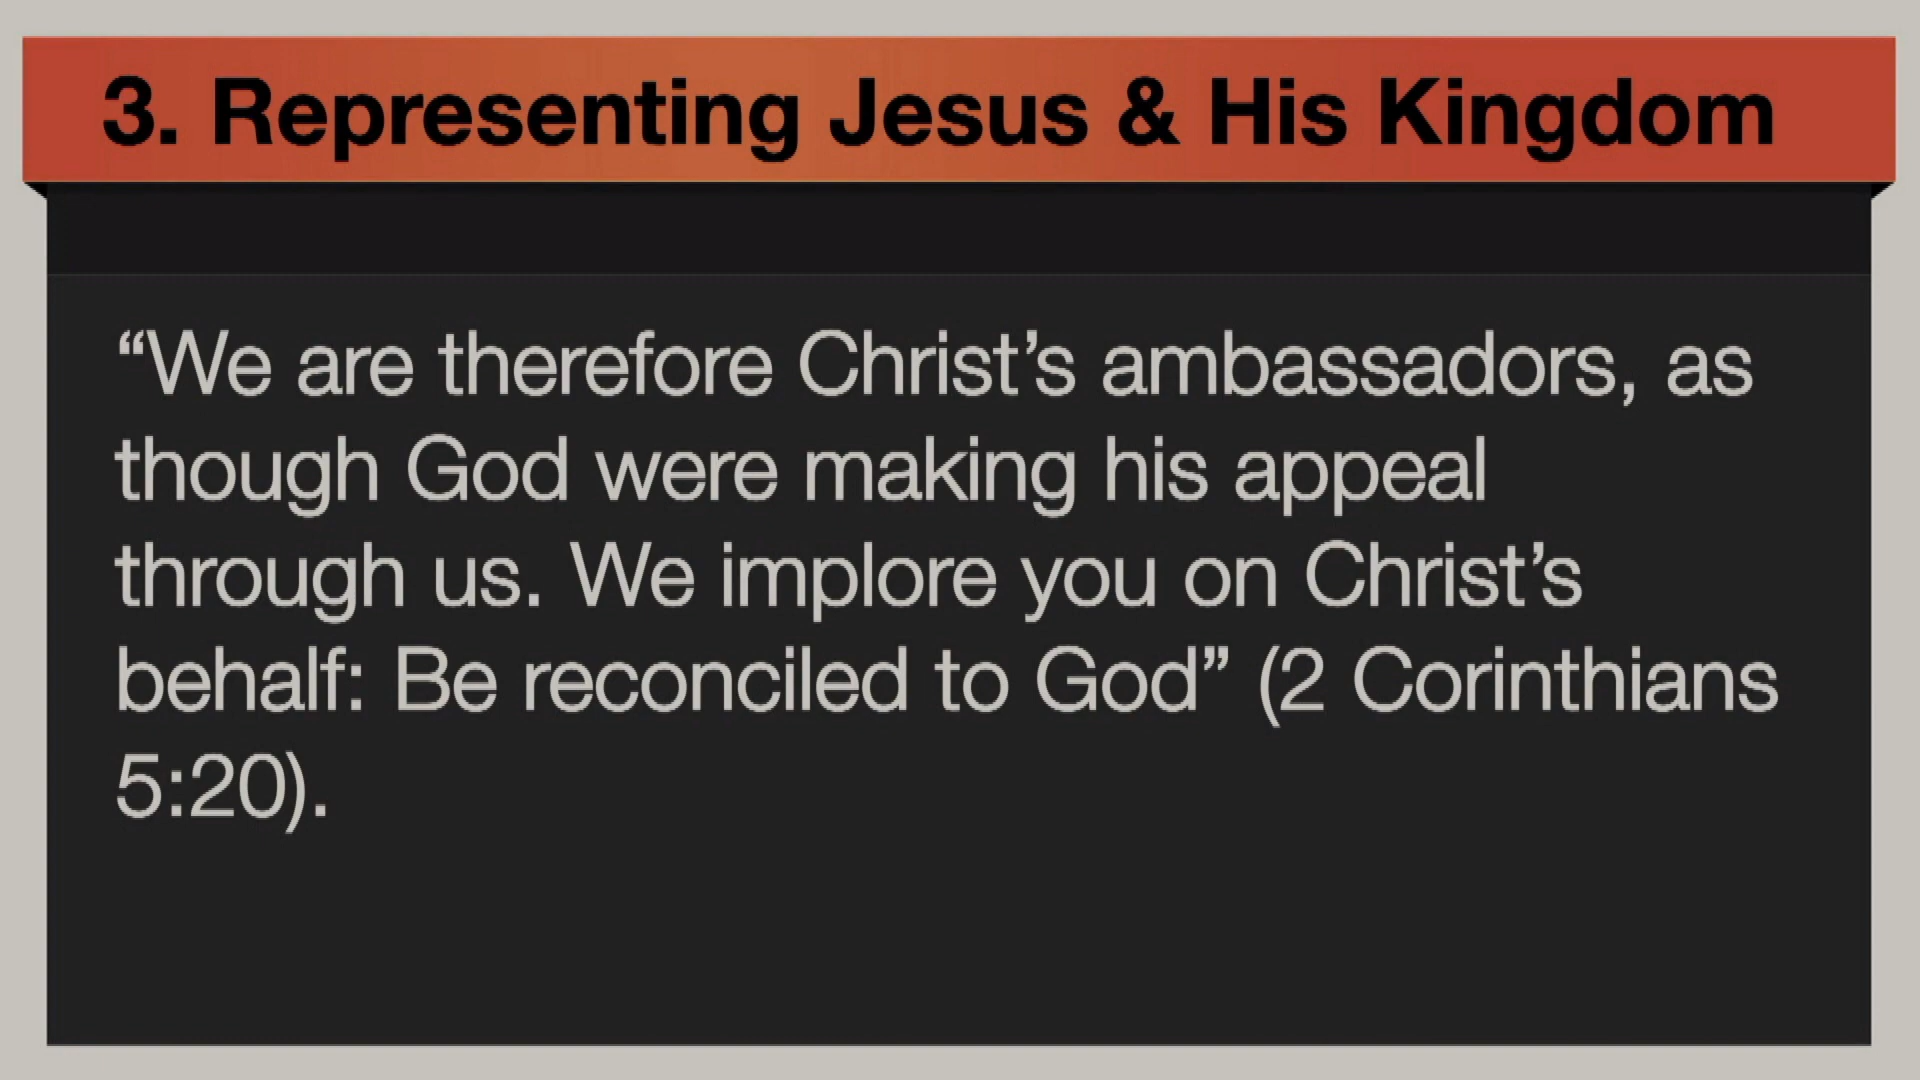 3. Representing Jesus & His Kingdom
“We are therefore Christ’s ambassadors, as
though God were making his appeal
through us. We implore you on Christ’s
behalf: Be reconciled to God” (2 Corinthians
5:20).